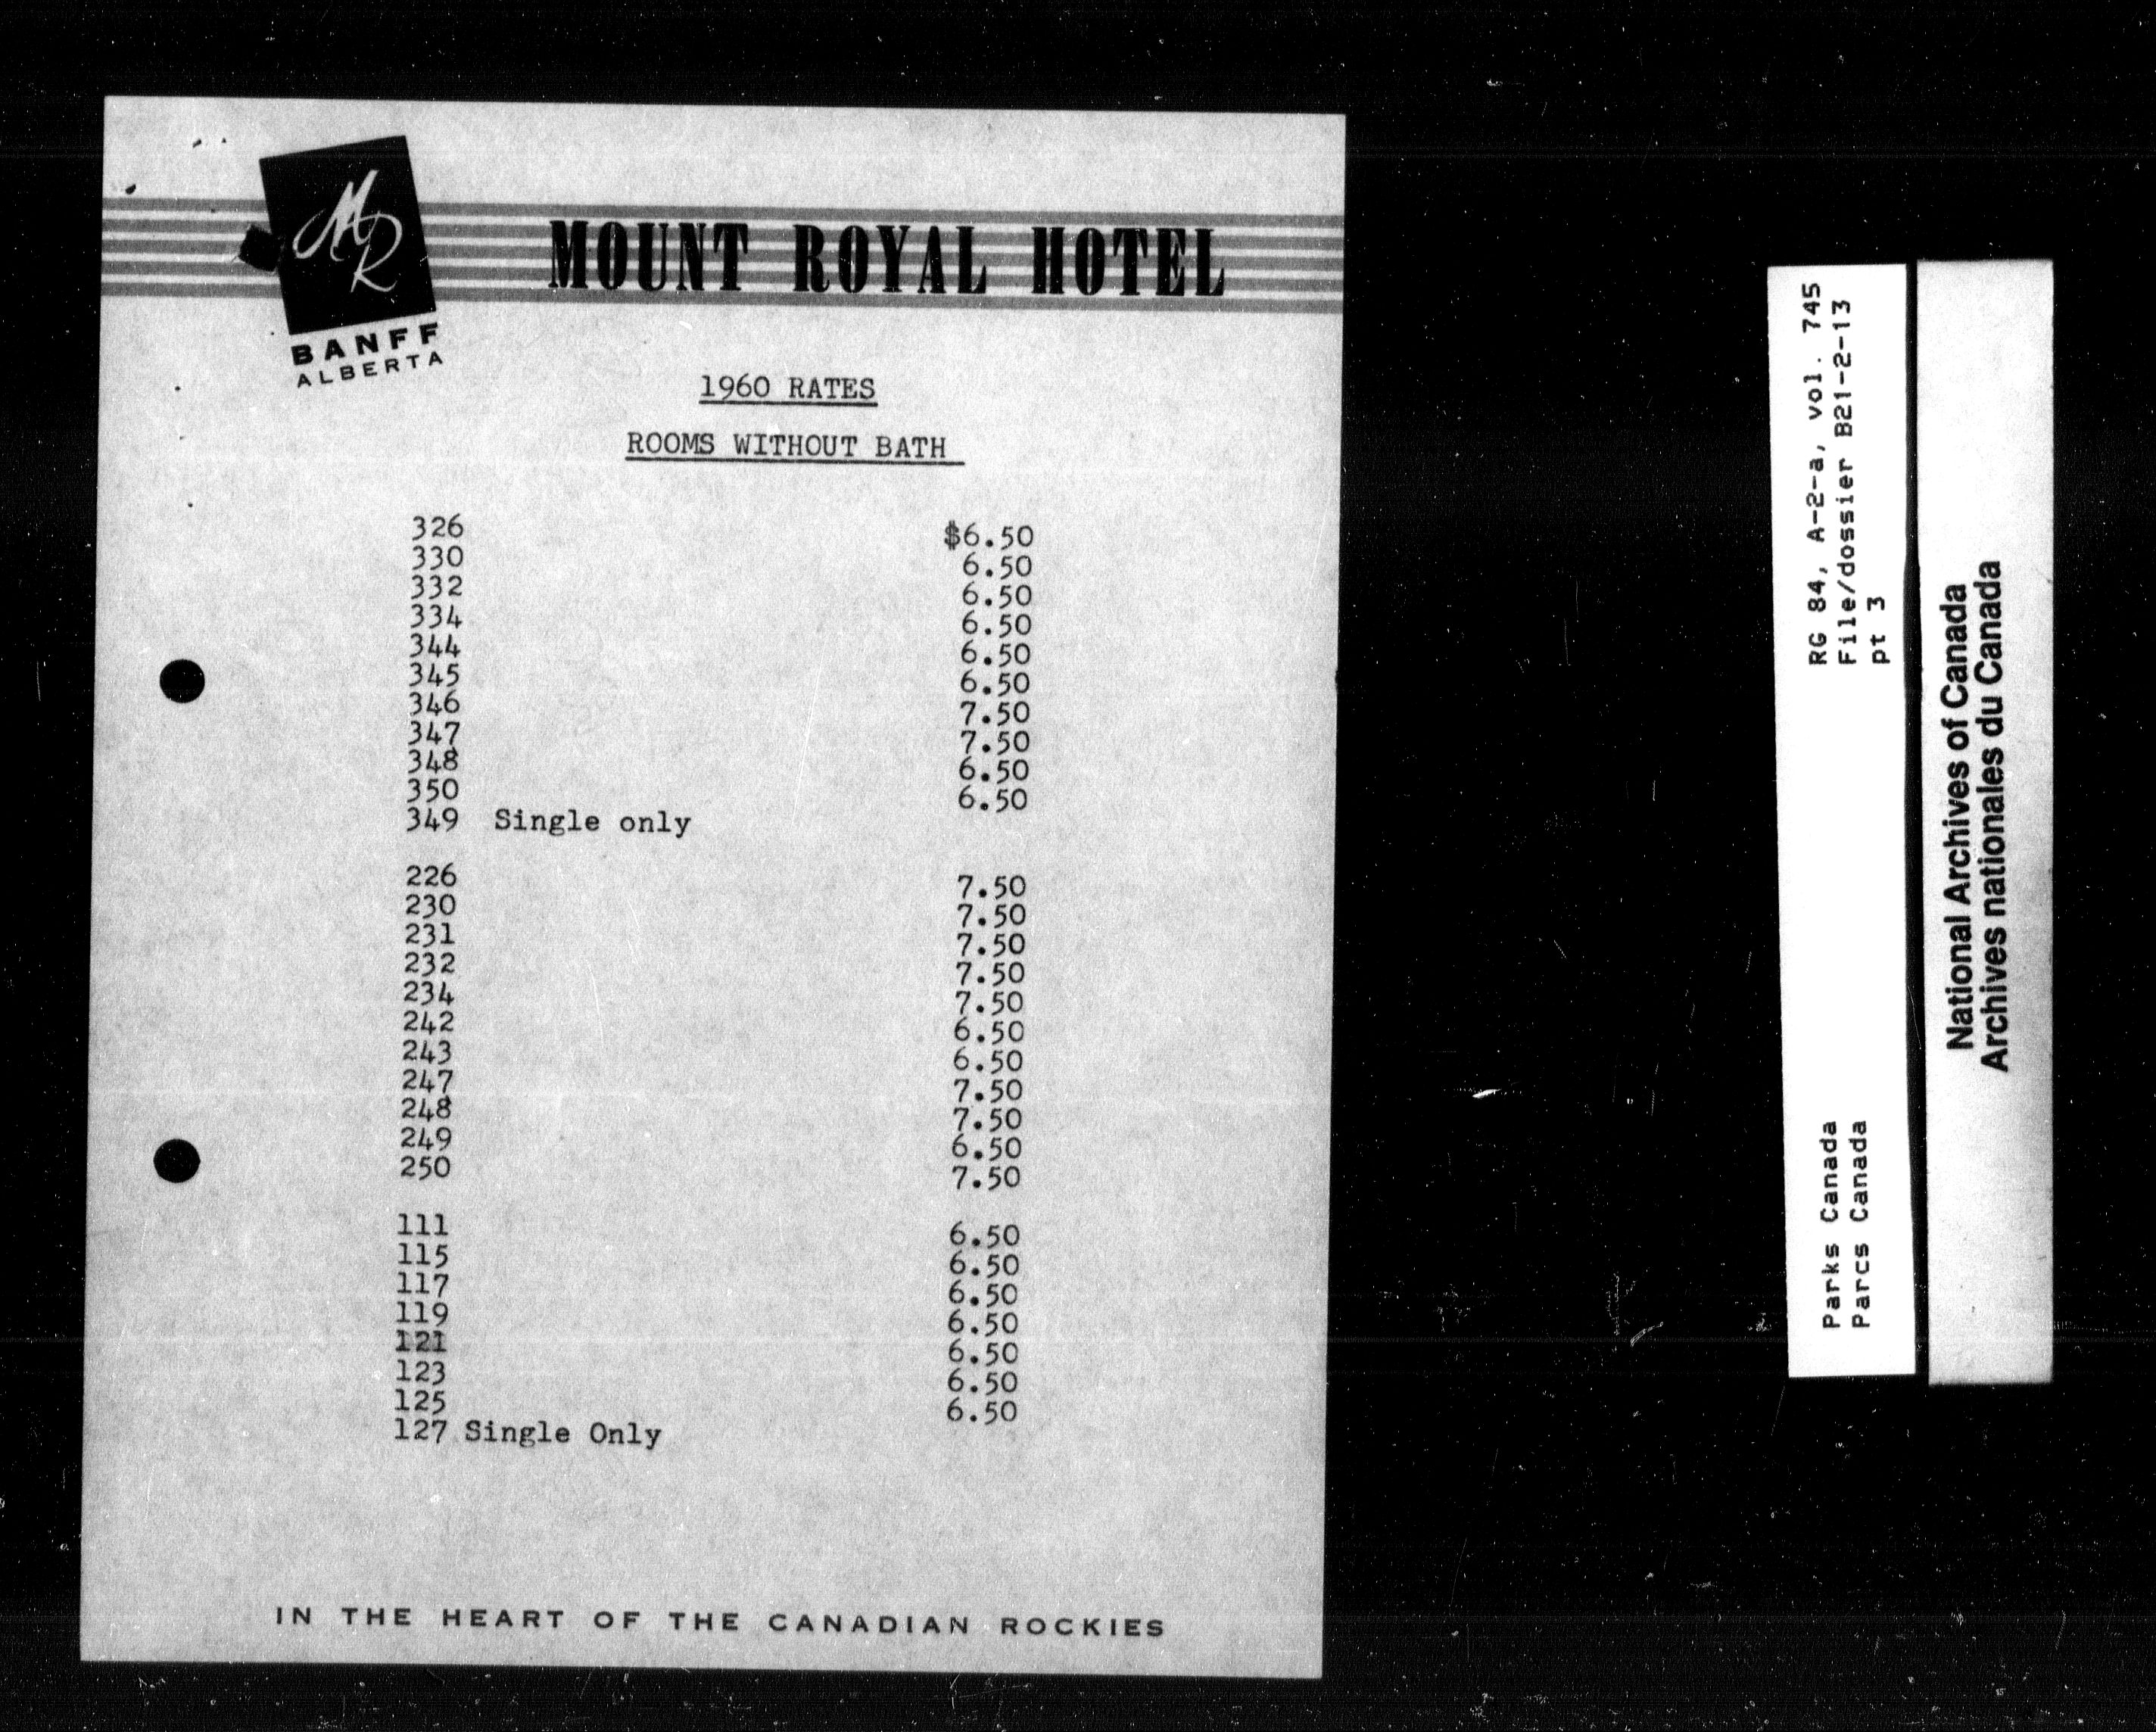 MR
MOUNT ROYAL HOTEL
BANFF
ALBERTA
1960 RATES
ROOMS WITHOUT BATH
326 $6.50
330 6.50
332 6.50
334 6.50
344 6.50
345 6.50
346 7.50
347 7.50
348 6.50
350 6.50
349 Single only
226 7.50
230 7.50
231 7.50
232 7.50
234 7.50
242 6.50
243 6.50
247 7.50
248 7.50
249 6.50
250 7.50
111 6.50
115 6.50
117 6.50
119 6.50
121 6.50
123 6.50
125 6.50
127 Single Only
IN THE HEART OF THE CANADIAN ROCKIES
RG 84, A-2-a, vol. 745
File/dossier B21-2-13
pt 3
Parks Canada
Parcs Canada
National Archives of Canada
Archives nationales du Canada